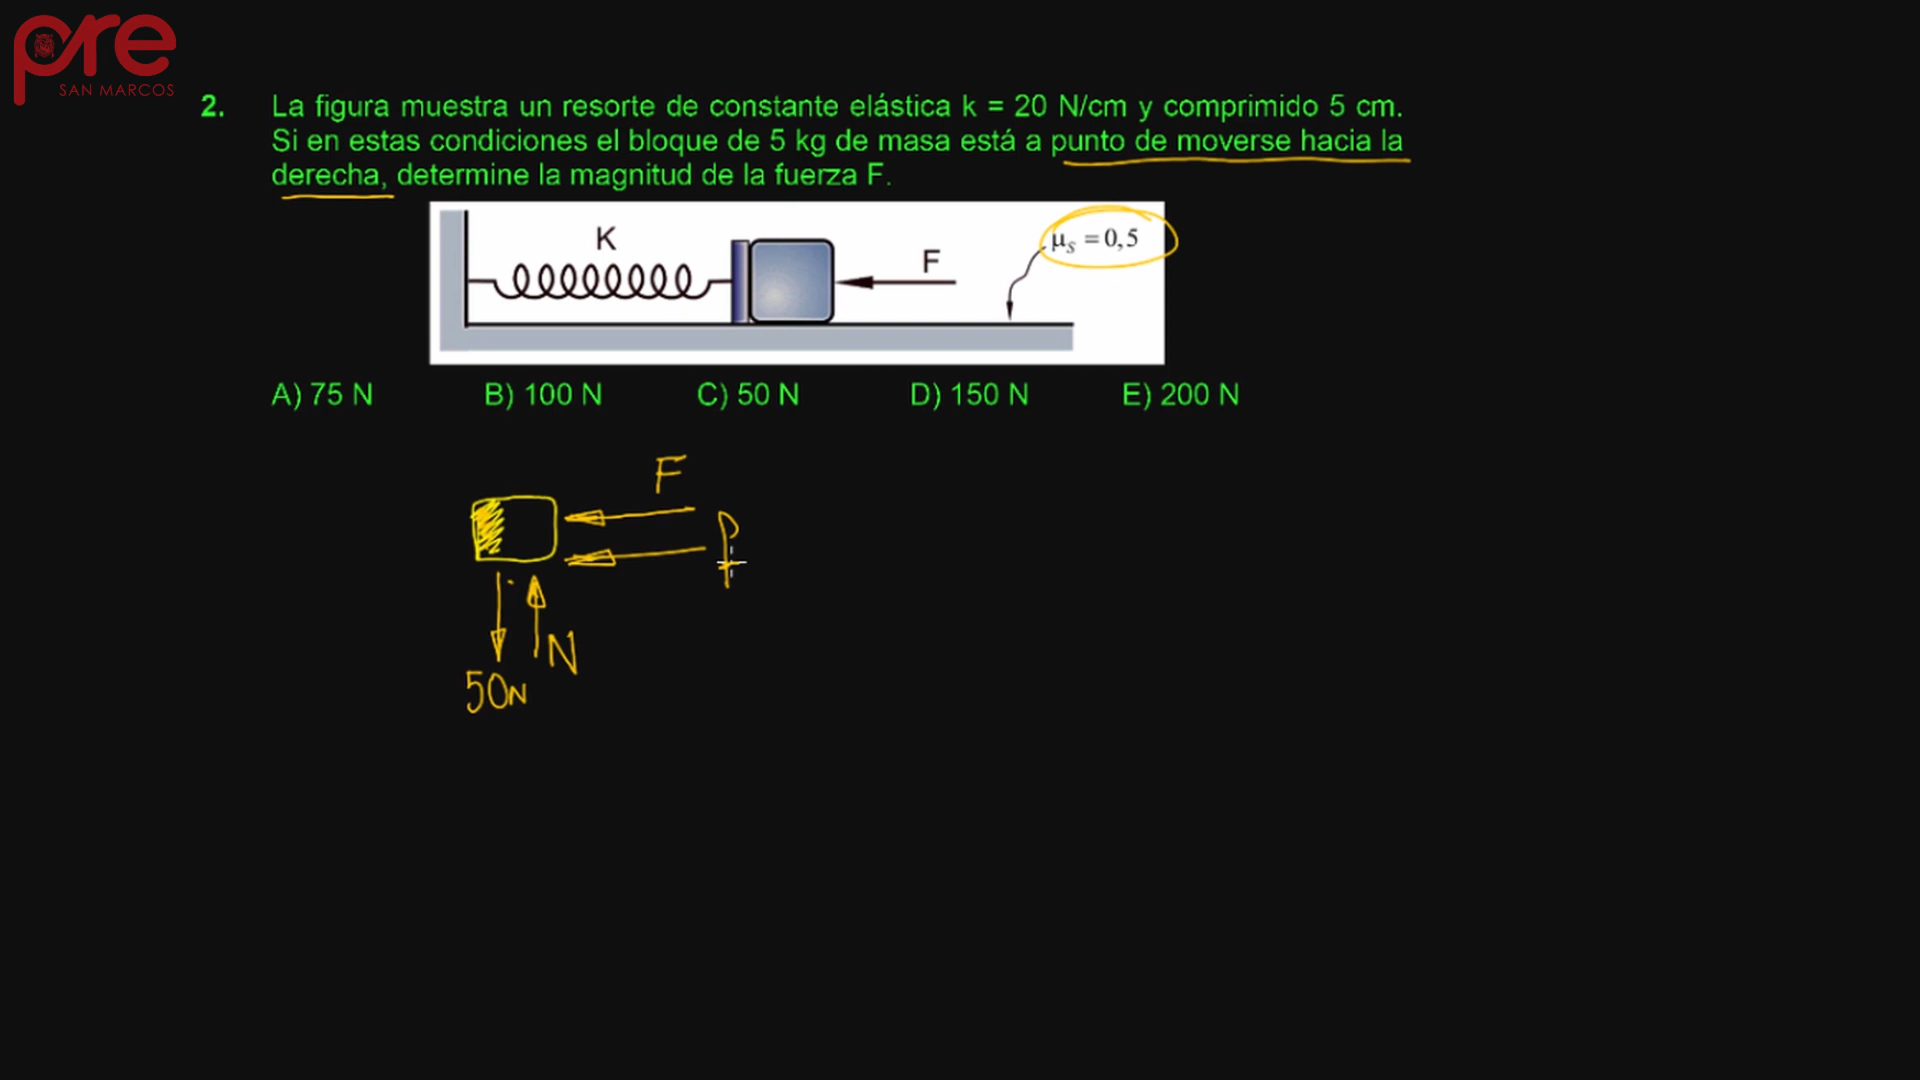 pre
SAN MARCOS
2. La figura muestra un resorte de constante elástica k = 20 N/cm y comprimido 5 cm.
Si en estas condiciones el bloque de 5 kg de masa está a punto de moverse hacia la
derecha, determine la magnitud de la fuerza F.
K
F
μS = 0,5
A) 75 N B) 100 N C) 50 N D) 150 N E) 200 N
F
N
50N